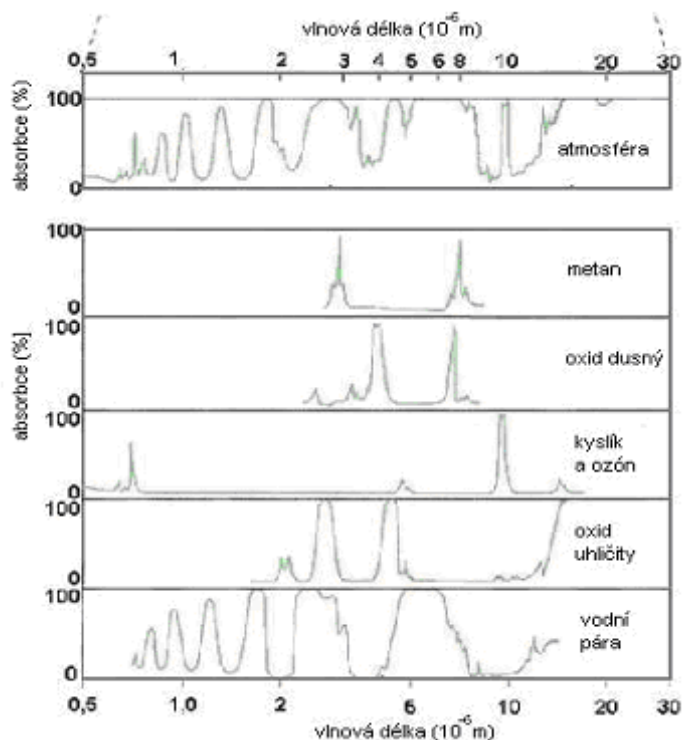 vlnová délka (10⁻⁶ m)
0,5 1 2 3 4 5 6 8 10 20 30
absorbce (%)
100
0
atmosféra
absorbce (%]
100
0
metan
100
0
oxid dusný
100
0
kyslík
a ozón
100
0
oxid
uhličity
100
0
vodní
pára
0,5 1,0 2 6 10 20 30
vlnová délka (10⁻⁶ m)